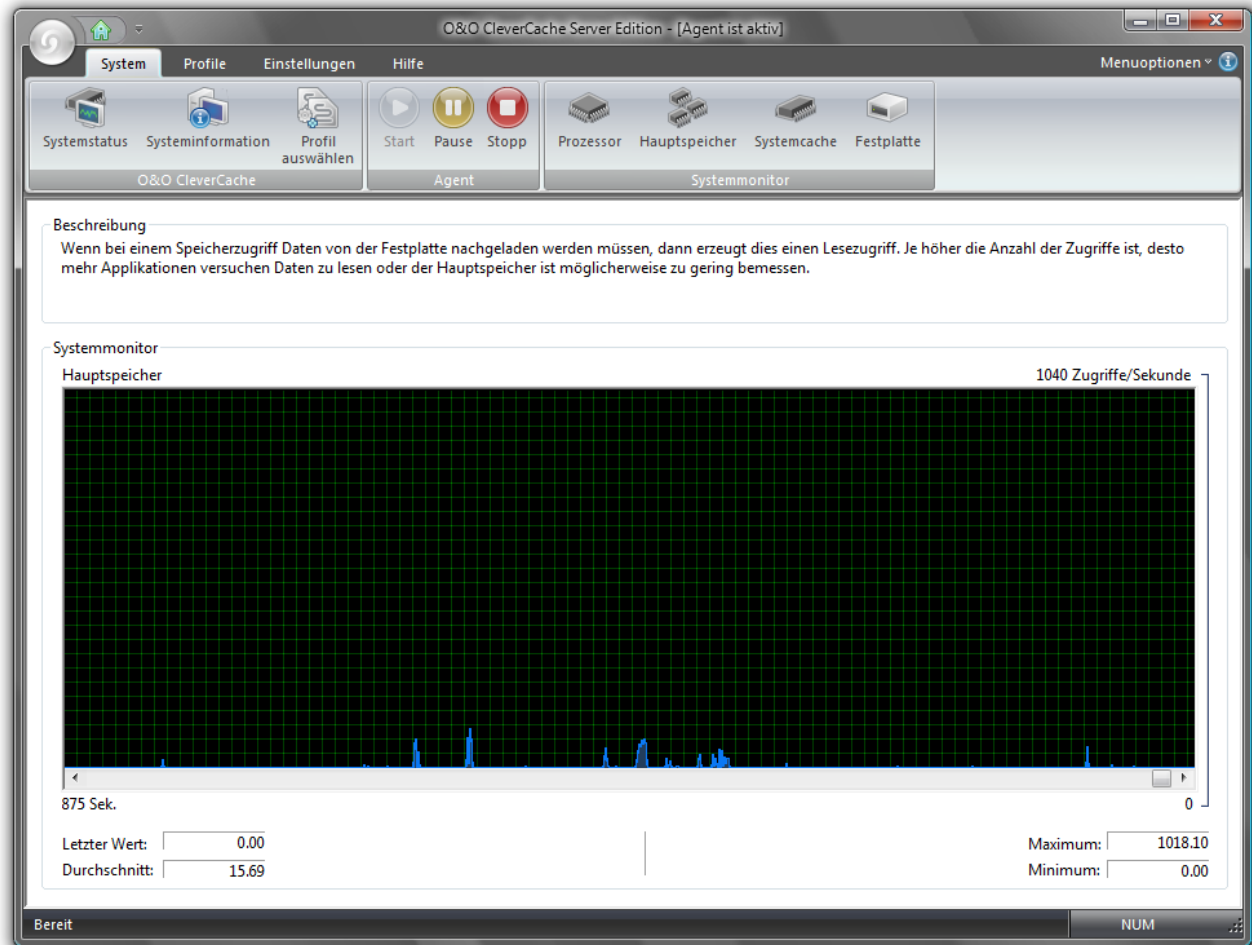 O&O CleverCache Server Edition - [Agent ist aktiv]
System Profile Einstellungen Hilfe Menuoptionen
Systemstatus Systeminformation Profil auswählen Start Pause Stopp Prozessor Hauptspeicher Systemcache Festplatte
O&O CleverCache Agent Systemmonitor
Beschreibung
Wenn bei einem Speicherzugriff Daten von der Festplatte nachgeladen werden müssen, dann erzeugt dies einen Lesezugriff. Je höher die Anzahl der Zugriffe ist, desto
mehr Applikationen versuchen Daten zu lesen oder der Hauptspeicher ist möglicherweise zu gering bemessen.
Systemmonitor
Hauptspeicher 1040 Zugriffe/Sekunde
875 Sek. 0
Letzter Wert: 0.00 Maximum: 1018.10
Durchschnitt: 15.69 Minimum: 0.00
Bereit NUM